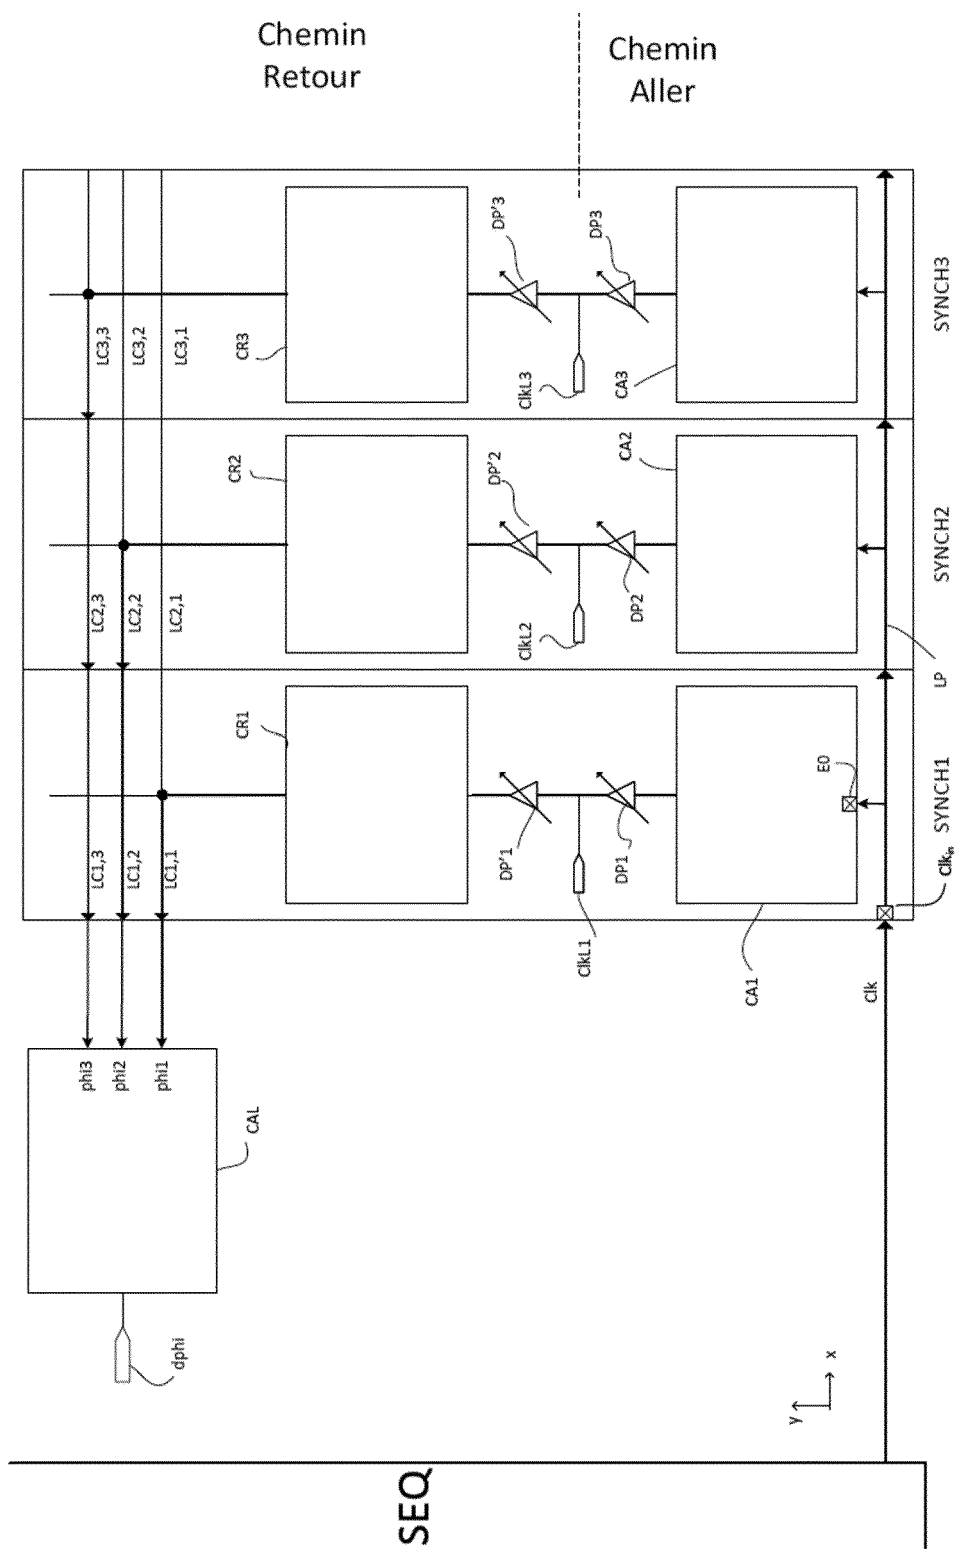 Chemin
Retour
Chemin
Aller
DP'3
DP3
LC3,3
LC3,2
LC3,1
CR3
ClkL3
CA3
SYNCH3
CR2
DP'2
CA2
LC2,3
LC2,2
LC2,1
ClkL2
DP2
SYNCH2
LP
CR1
E0
SYNCH1
LC1,3
LC1,2
LC1,1
DP'1
DP1
Clkin
ClkL1
CA1
Clk
phi3
phi2
phi1
CAL
dphi
y
x
SEQ